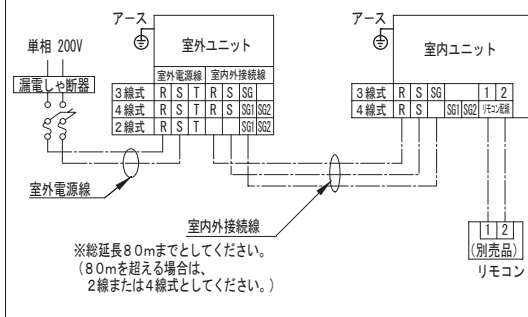 アース
単相 200V
漏電しゃ断器
室外ユニット
室外電源線 室内外接続線
3線式 R S T R S SG
4線式 R S T R S SG1 SG2
2線式 R S T SG1 SG2
アース
室内ユニット
3線式 R S SG 1 2
4線式 R S SG1 SG2 リモコン配線
室外電源線
室内外接続線
※総延長80mまでとしてください。
(80mを超える場合は、
2線または4線式としてください。)
1 2
(別売品)
リモコン